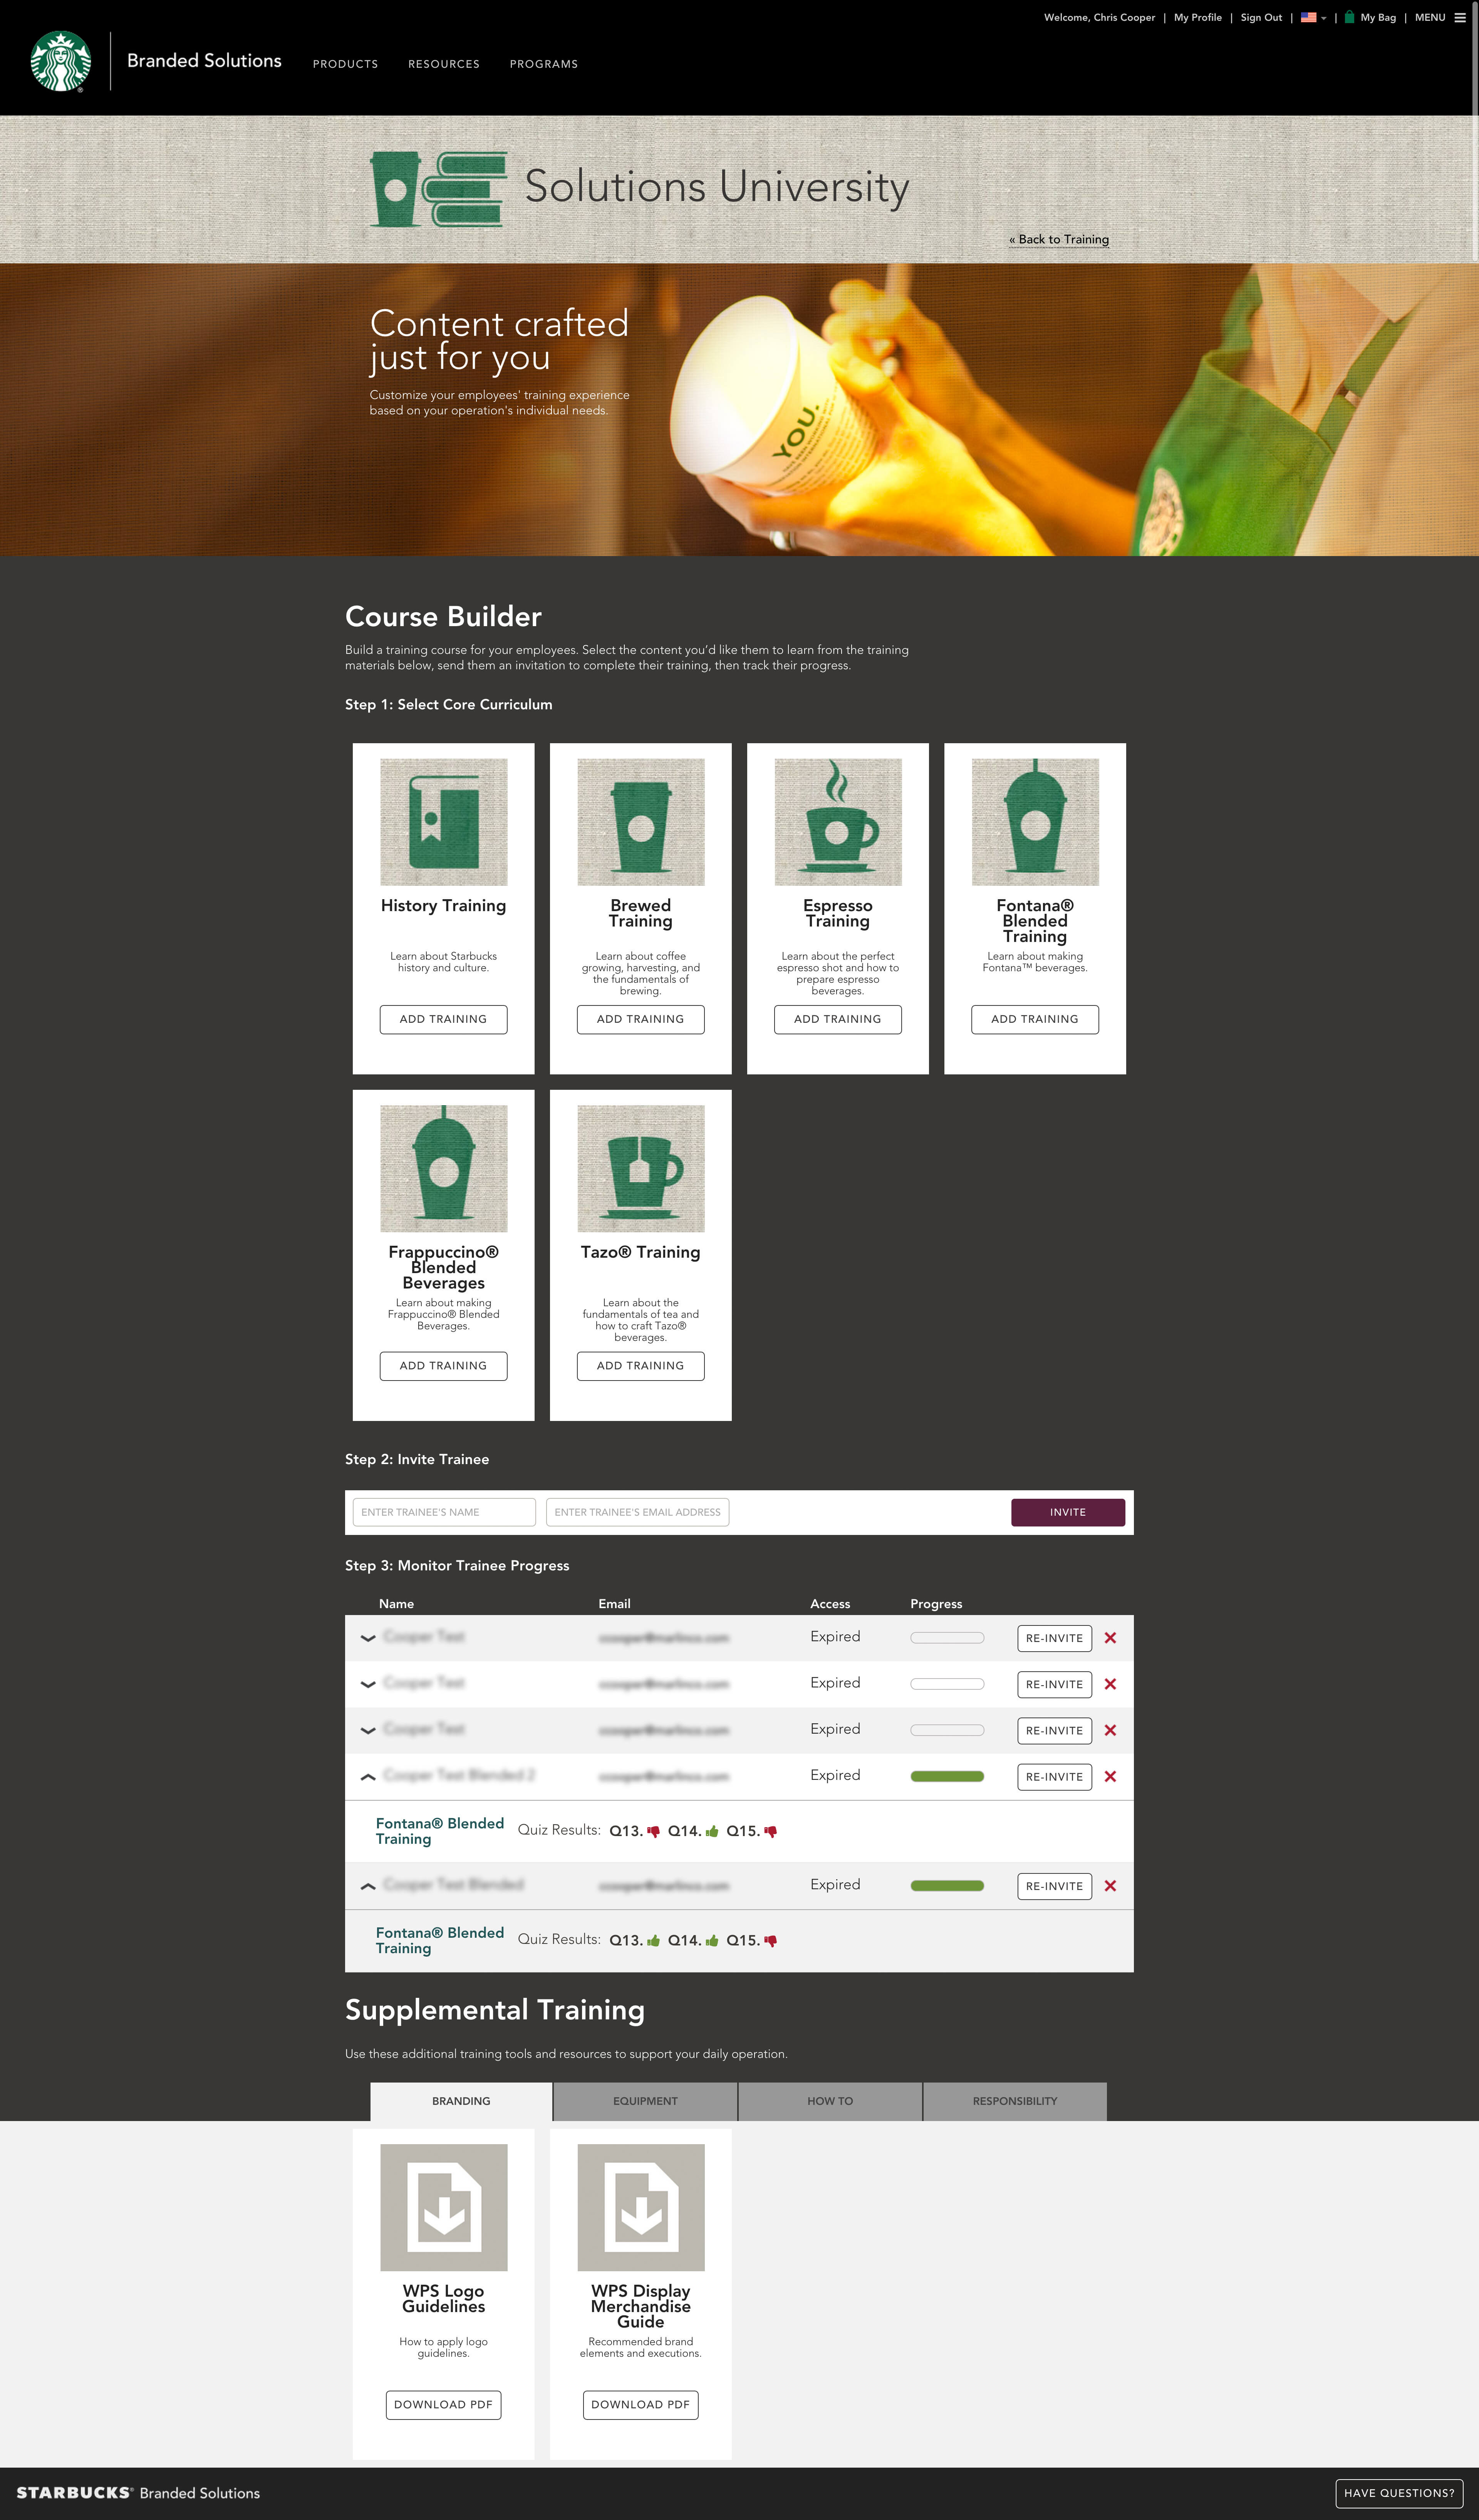 Welcome, Chris Cooper | My Profile | Sign Out | | My Bag | MENU
Branded Solutions
PRODUCTS RESOURCES PROGRAMS
Solutions University
« Back to Training
Content crafted
just for you
Customize your employees' training experience
based on your operation's individual needs.
YOU.
Course Builder
Build a training course for your employees. Select the content you'd like them to learn from the training
materials below, send them an invitation to complete their training, then track their progress.
Step 1: Select Core Curriculum
History Training
Learn about Starbucks
history and culture.
ADD TRAINING
Brewed
Training
Learn about coffee
growing, harvesting, and
the fundamentals of
brewing.
ADD TRAINING
Espresso
Training
Learn about the perfect
espresso shot and how to
prepare espresso
beverages.
ADD TRAINING
Fontana®
Blended
Training
Learn about making
Fontana™ beverages.
ADD TRAINING
Frappuccino®
Blended
Beverages
Learn about making
Frappuccino® Blended
Beverages.
ADD TRAINING
Tazo® Training
Learn about the
fundamentals of tea and
how to craft Tazo®
beverages.
ADD TRAINING
Step 2: Invite Trainee
ENTER TRAINEE'S NAME ENTER TRAINEE'S EMAIL ADDRESS INVITE
Step 3: Monitor Trainee Progress
Name Email Access Progress
Expired RE-INVITE
Expired RE-INVITE
Expired RE-INVITE
Expired RE-INVITE
Fontana® Blended
Training
Quiz Results: Q13. Q14. Q15.
Expired RE-INVITE
Fontana® Blended
Training
Quiz Results: Q13. Q14. Q15.
Supplemental Training
Use these additional training tools and resources to support your daily operation.
BRANDING EQUIPMENT HOW TO RESPONSIBILITY
WPS Logo
Guidelines
How to apply logo
guidelines.
DOWNLOAD PDF
WPS Display
Merchandise
Guide
Recommended brand
elements and executions.
DOWNLOAD PDF
STARBUCKS® Branded Solutions
HAVE QUESTIONS?